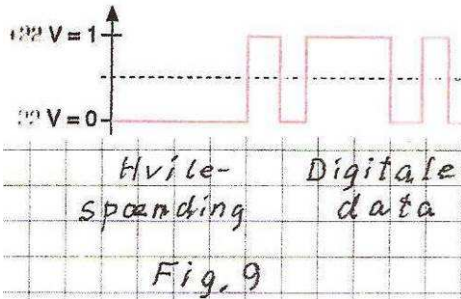 V = 1
V = 0
Hvile- Digitale
spænding data
Fig. 9